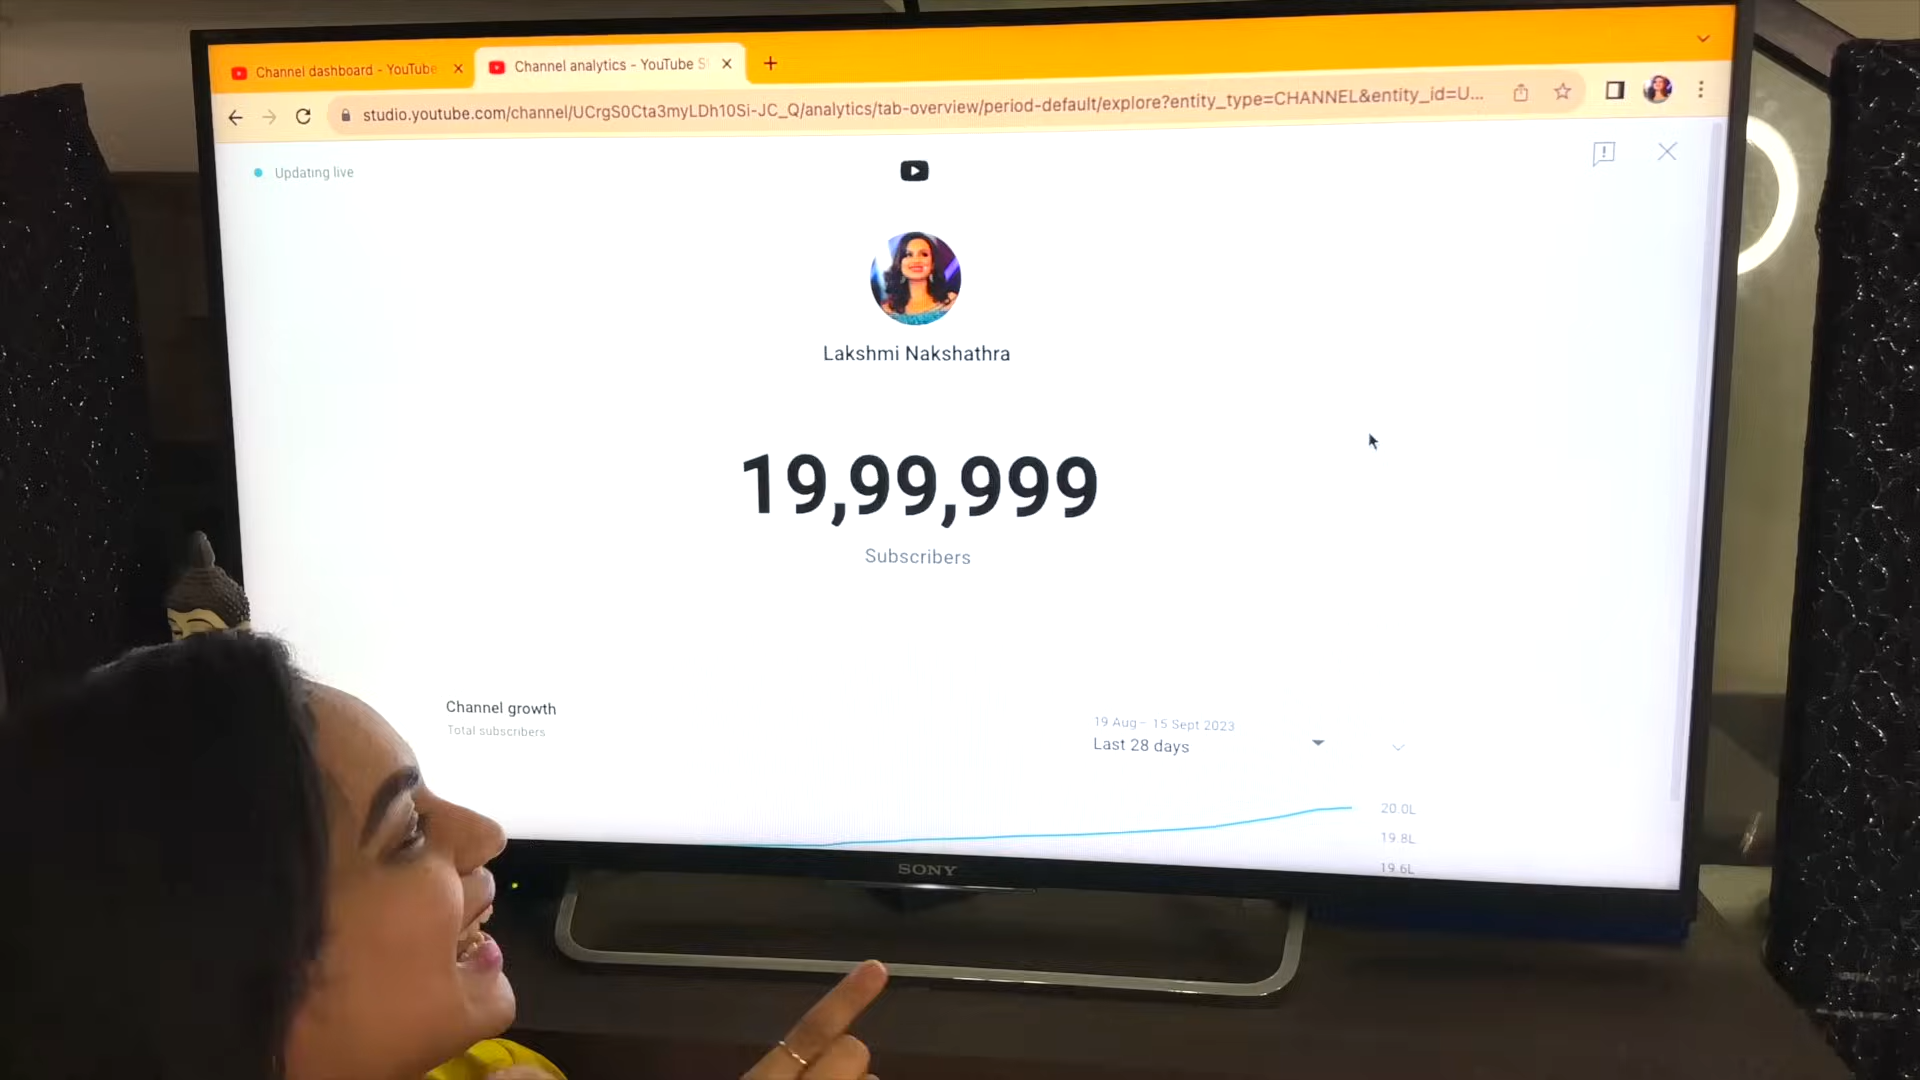 Channel dashboard - YouTube
Channel analytics - YouTube S
studio.youtube.com/channel/UCrgS0Cta3myLDh10Si-JC_Q/analytics/tab-overview/period-default/explore?entity_type=CHANNEL&entity_id=U...
Updating live
Lakshmi Nakshathra
19,99,999
Subscribers
Channel growth
Total subscribers
19 Aug – 15 Sept 2023
Last 28 days
20.0L
19.8L
19.6L
SONY